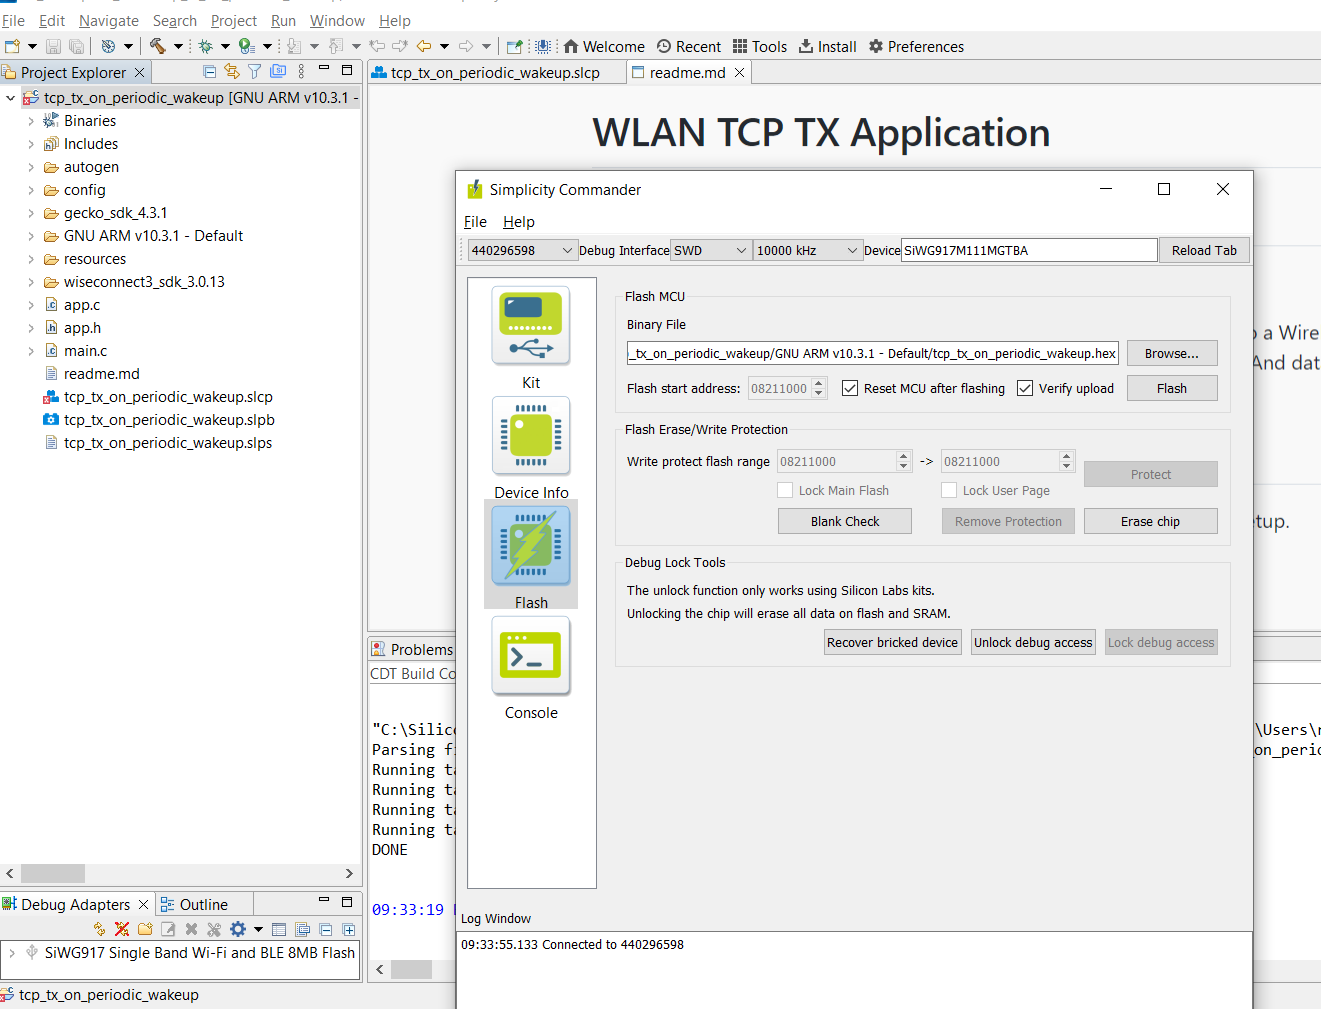 File Edit Navigate Search Project Run Window Help
Welcome Recent Tools Install Preferences
Project Explorer
tcp_tx_on_periodic_wakeup [GNU ARM v10.3.1 -
Binaries
Includes
autogen
config
gecko_sdk_4.3.1
GNU ARM v10.3.1 - Default
resources
wiseconnect3_sdk_3.0.13
app.c
app.h
main.c
readme.md
tcp_tx_on_periodic_wakeup.slcp
tcp_tx_on_periodic_wakeup.slpb
tcp_tx_on_periodic_wakeup.slps
Debug Adapters Outline
SiWG917 Single Band Wi-Fi and BLE 8MB Flash
tcp_tx_on_periodic_wakeup
tcp_tx_on_periodic_wakeup.slcp readme.md
WLAN TCP TX Application
a Wire
And dat
etup.
Simplicity Commander
File Help
440296598 Debug Interface SWD 10000 kHz Device SiWG917M111MGTBA Reload Tab
Kit
Device Info
Flash
Console
Flash MCU
Binary File
_tx_on_periodic_wakeup/GNU ARM v10.3.1 - Default/tcp_tx_on_periodic_wakeup.hex Browse...
Flash start address: 08211000 Reset MCU after flashing Verify upload Flash
Flash Erase/Write Protection
Write protect flash range 08211000 -> 08211000 Protect
Lock Main Flash Lock User Page
Blank Check Remove Protection Erase chip
Debug Lock Tools
The unlock function only works using Silicon Labs kits.
Unlocking the chip will erase all data on flash and SRAM.
Recover bricked device Unlock debug access Lock debug access
Log Window
09:33:55.133 Connected to 440296598
Problems
CDT Build Co
"C:\Silic
\Users\
Parsing f
on_perio
Running ta
Running ta
Running ta
Running ta
DONE
09:33:19